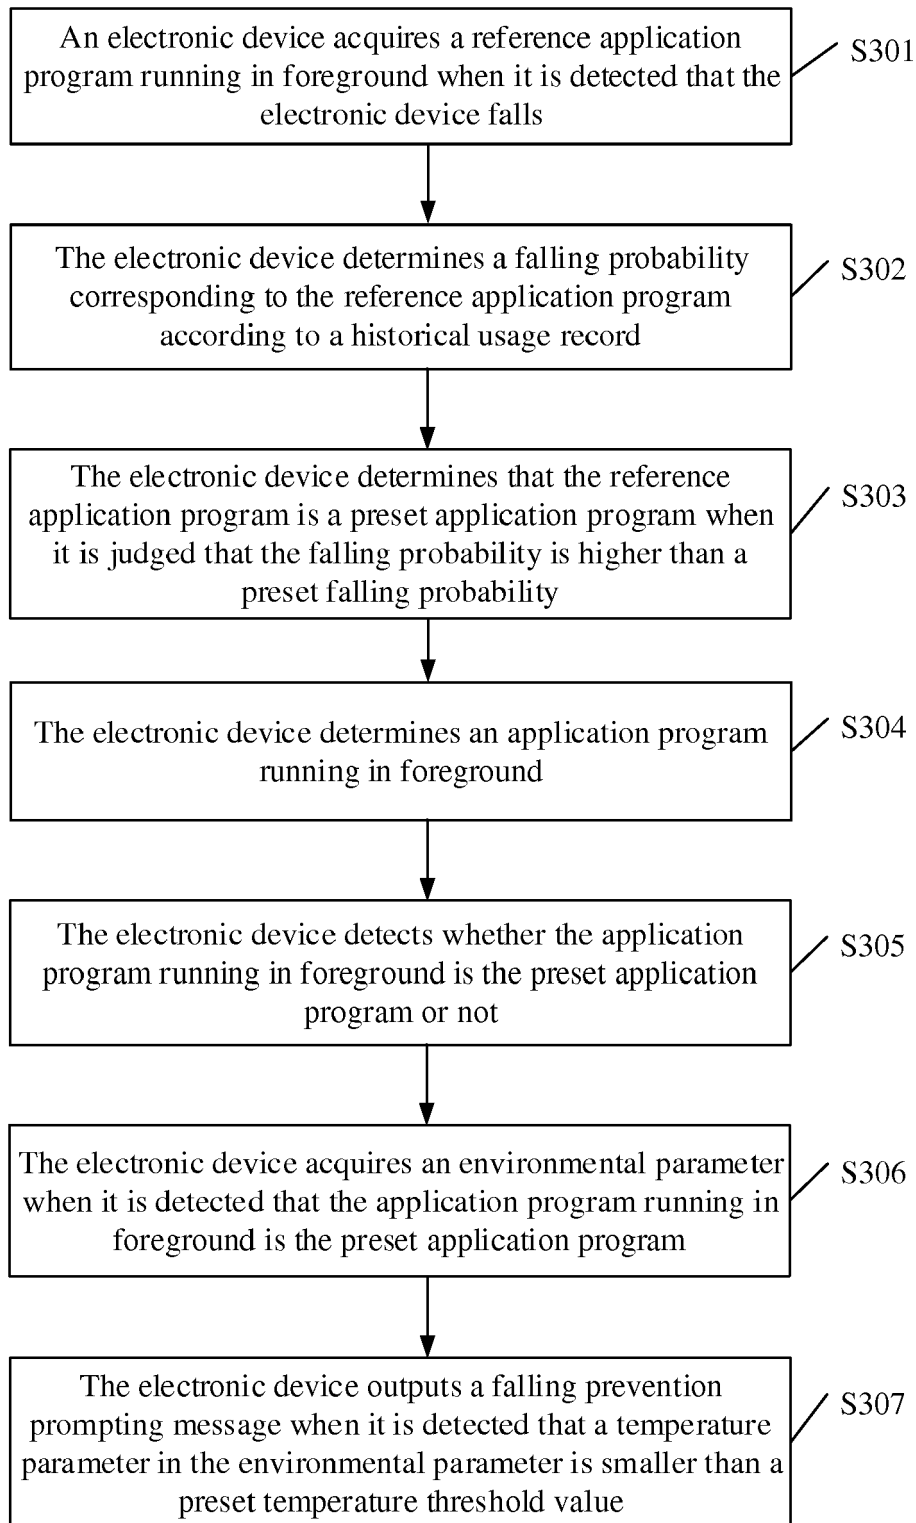 An electronic device acquires a reference application
program running in foreground when it is detected that the
electronic device falls
S301
The electronic device determines a falling probability
corresponding to the reference application program
according to a historical usage record
S302
The electronic device determines that the reference
application program is a preset application program when
it is judged that the falling probability is higher than a
preset falling probability
S303
The electronic device determines an application program
running in foreground
S304
The electronic device detects whether the application
program running in foreground is the preset application
program or not
S305
The electronic device acquires an environmental parameter
when it is detected that the application program running in
foreground is the preset application program
S306
The electronic device outputs a falling prevention
prompting message when it is detected that a temperature
parameter in the environmental parameter is smaller than a
preset temperature threshold value
S307